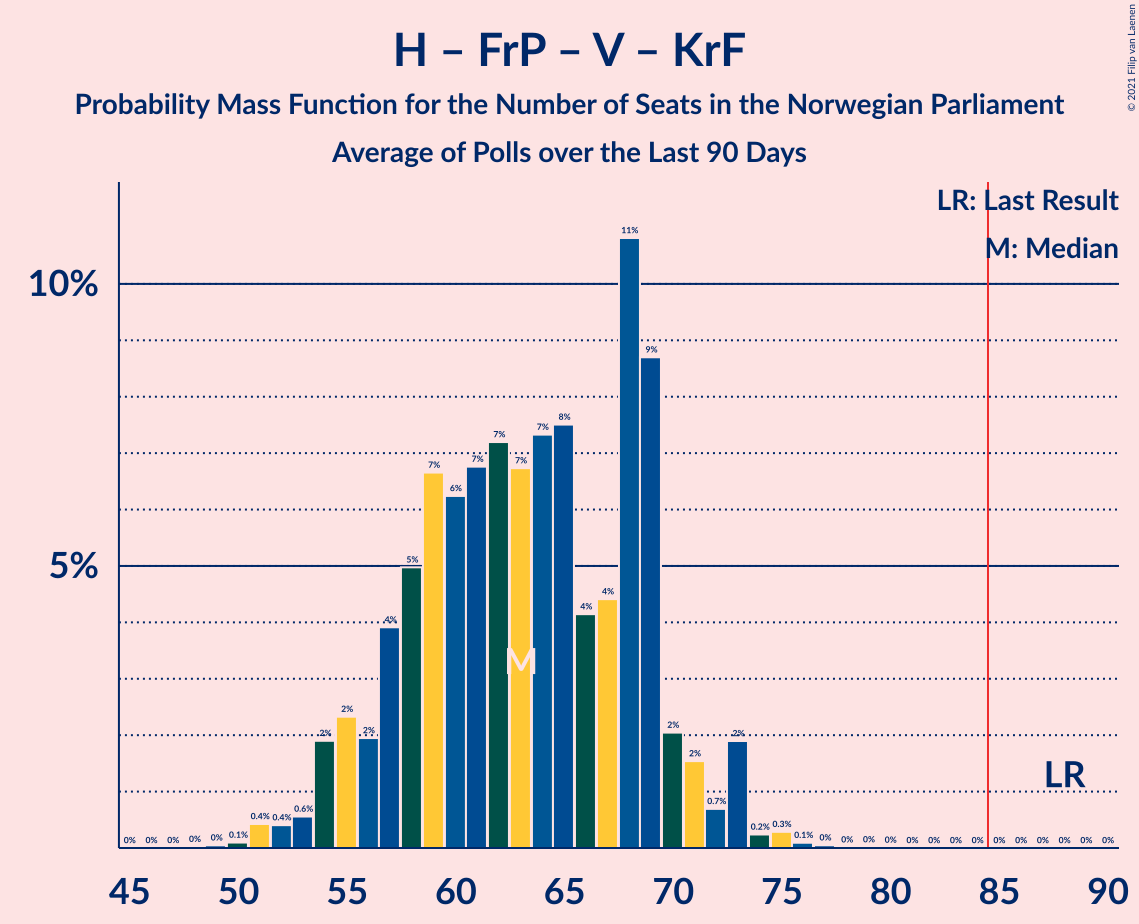 H – FrP – V – KrF
Probability Mass Function for the Number of Seats in the Norwegian Parliament
Average of Polls over the Last 90 Days
© 2021 Filip van Laenen
LR: Last Result
M: Median
10%
5%
0% 0% 0% 0% 0% 0.1% 0.4% 0.4% 0.6% 2% 2% 2% 4% 5% 7% 6% 7% 7% 7% 7% 8% 4% 4% 11% 9% 2% 2% 0.7% 2% 0.2% 0.3% 0.1% 0% 0% 0% 0% 0% 0% 0% 0% 0% 0% 0% 0% 0% 0%
M
LR
45 50 55 60 65 70 75 80 85 90